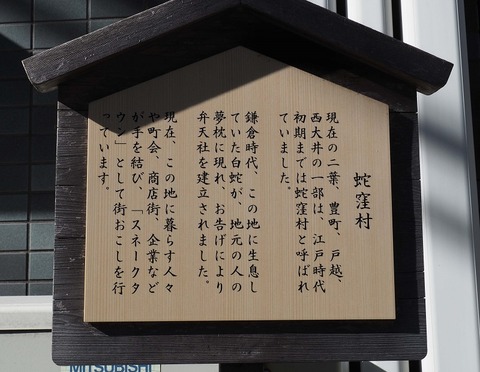 蛇窪村
現在の二葉、豊町、戸越、
西大井の一部は、江戸時代
初期までは蛇窪村と呼ばれ
ていました。
鎌倉時代、この地に生息し
ていた白蛇が、地元の人の
夢枕に現れ、お告げにより
弁天社を建立されました。
現在、この地に暮らす人々
や町会、商店街、企業など
が手を結び、「スネークタ
ウン」として街おこしを行
っています。
MITSUBISHI